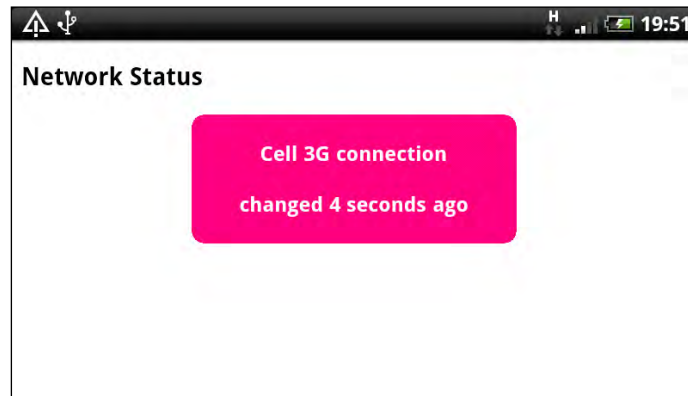 H
19:51
Network Status
Cell 3G connection
changed 4 seconds ago